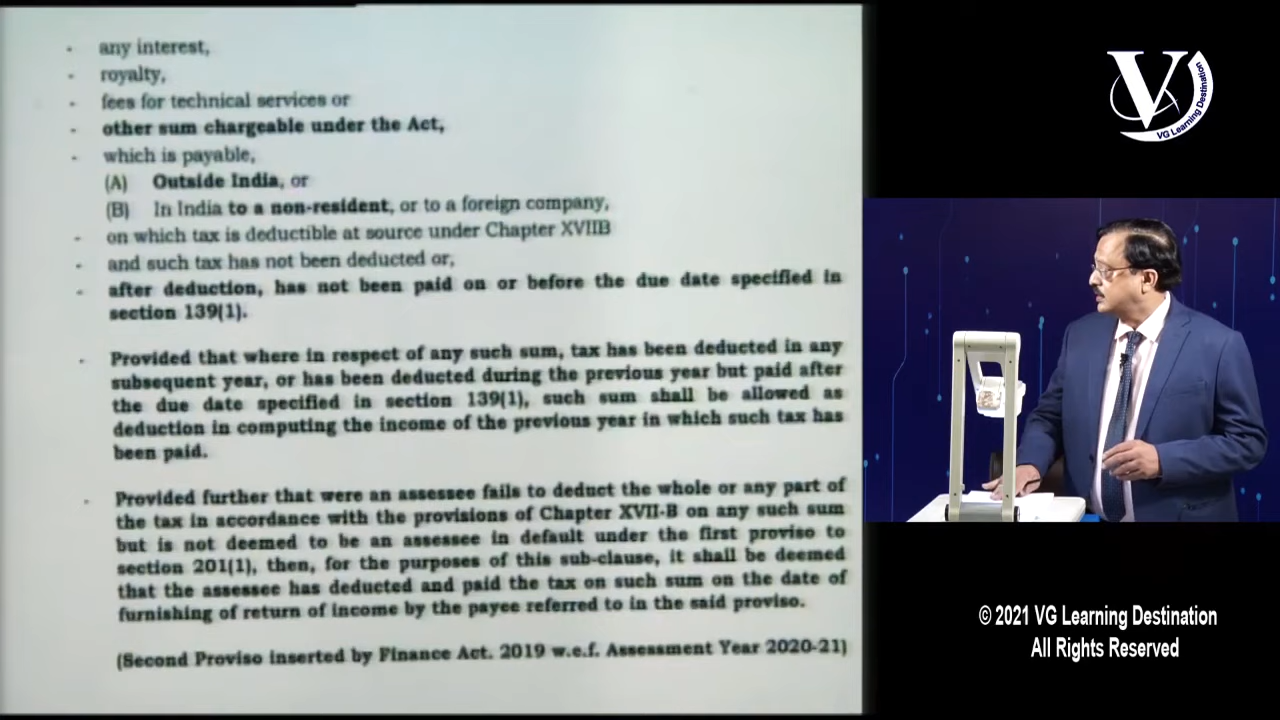 - any interest,
- royalty,
- fees for technical services or
- other sum chargeable under the Act,
- which is payable,
(A) Outside India, or
(B) In India to a non-resident, or to a foreign company,
- on which tax is deductible at source under Chapter XVIIB
- and such tax has not been deducted or,
- after deduction, has not been paid on or before the due date specified in
section 139(1).
- Provided that where in respect of any such sum, tax has been deducted in any
subsequent year, or has been deducted during the previous year but paid after
the due date specified in section 139(1), such sum shall be allowed as
deduction in computing the income of the previous year in which such tax has
been paid.
- Provided further that were an assessee fails to deduct the whole or any part of
the tax in accordance with the provisions of Chapter XVII-B on any such sum
but is not deemed to be an assessee in default under the first proviso to
section 201(1), then, for the purposes of this sub-clause, it shall be deemed
that the assessee has deducted and paid the tax on such sum on the date of
furnishing of return of income by the payee referred to in the said proviso.
(Second Proviso inserted by Finance Act. 2019 w.e.f. Assessment Year 2020-21)
V
VG Learning Destination
© 2021 VG Learning Destination
All Rights Reserved